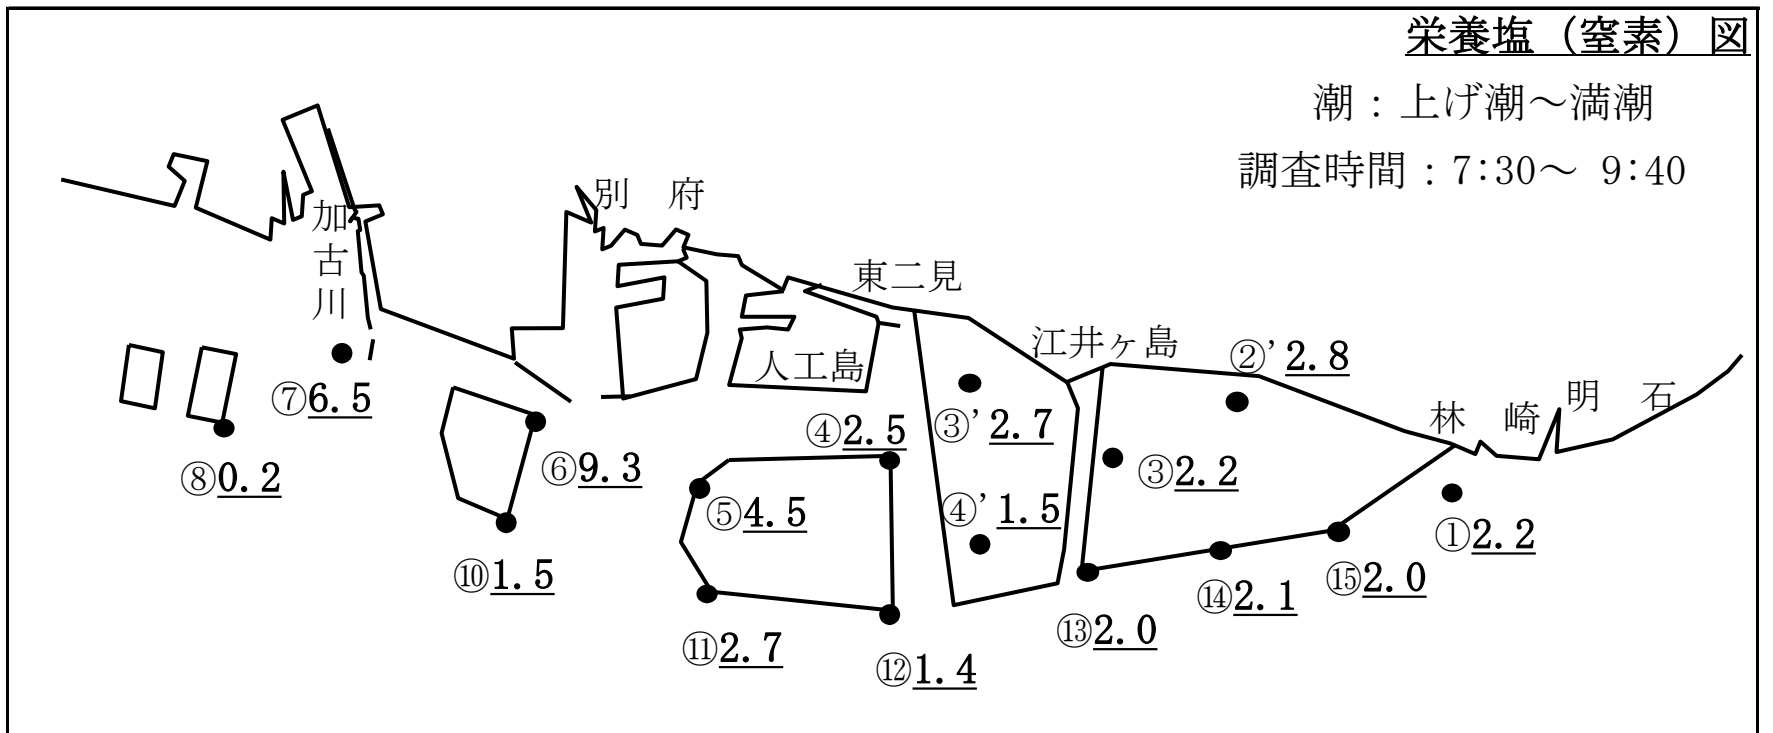 栄養塩（窒素）図
潮：上げ潮～満潮
調査時間：7:30～ 9:40
別　府
加古川
東二見
人工島
江井ヶ島
林　崎
明　石
②' 2.8
⑦6.5
③' 2.7
④2.5
⑧0.2
⑥9.3
③2.2
⑤4.5
④' 1.5
①2.2
⑩1.5
⑮2.0
⑭2.1
⑬2.0
⑪2.7
⑫1.4